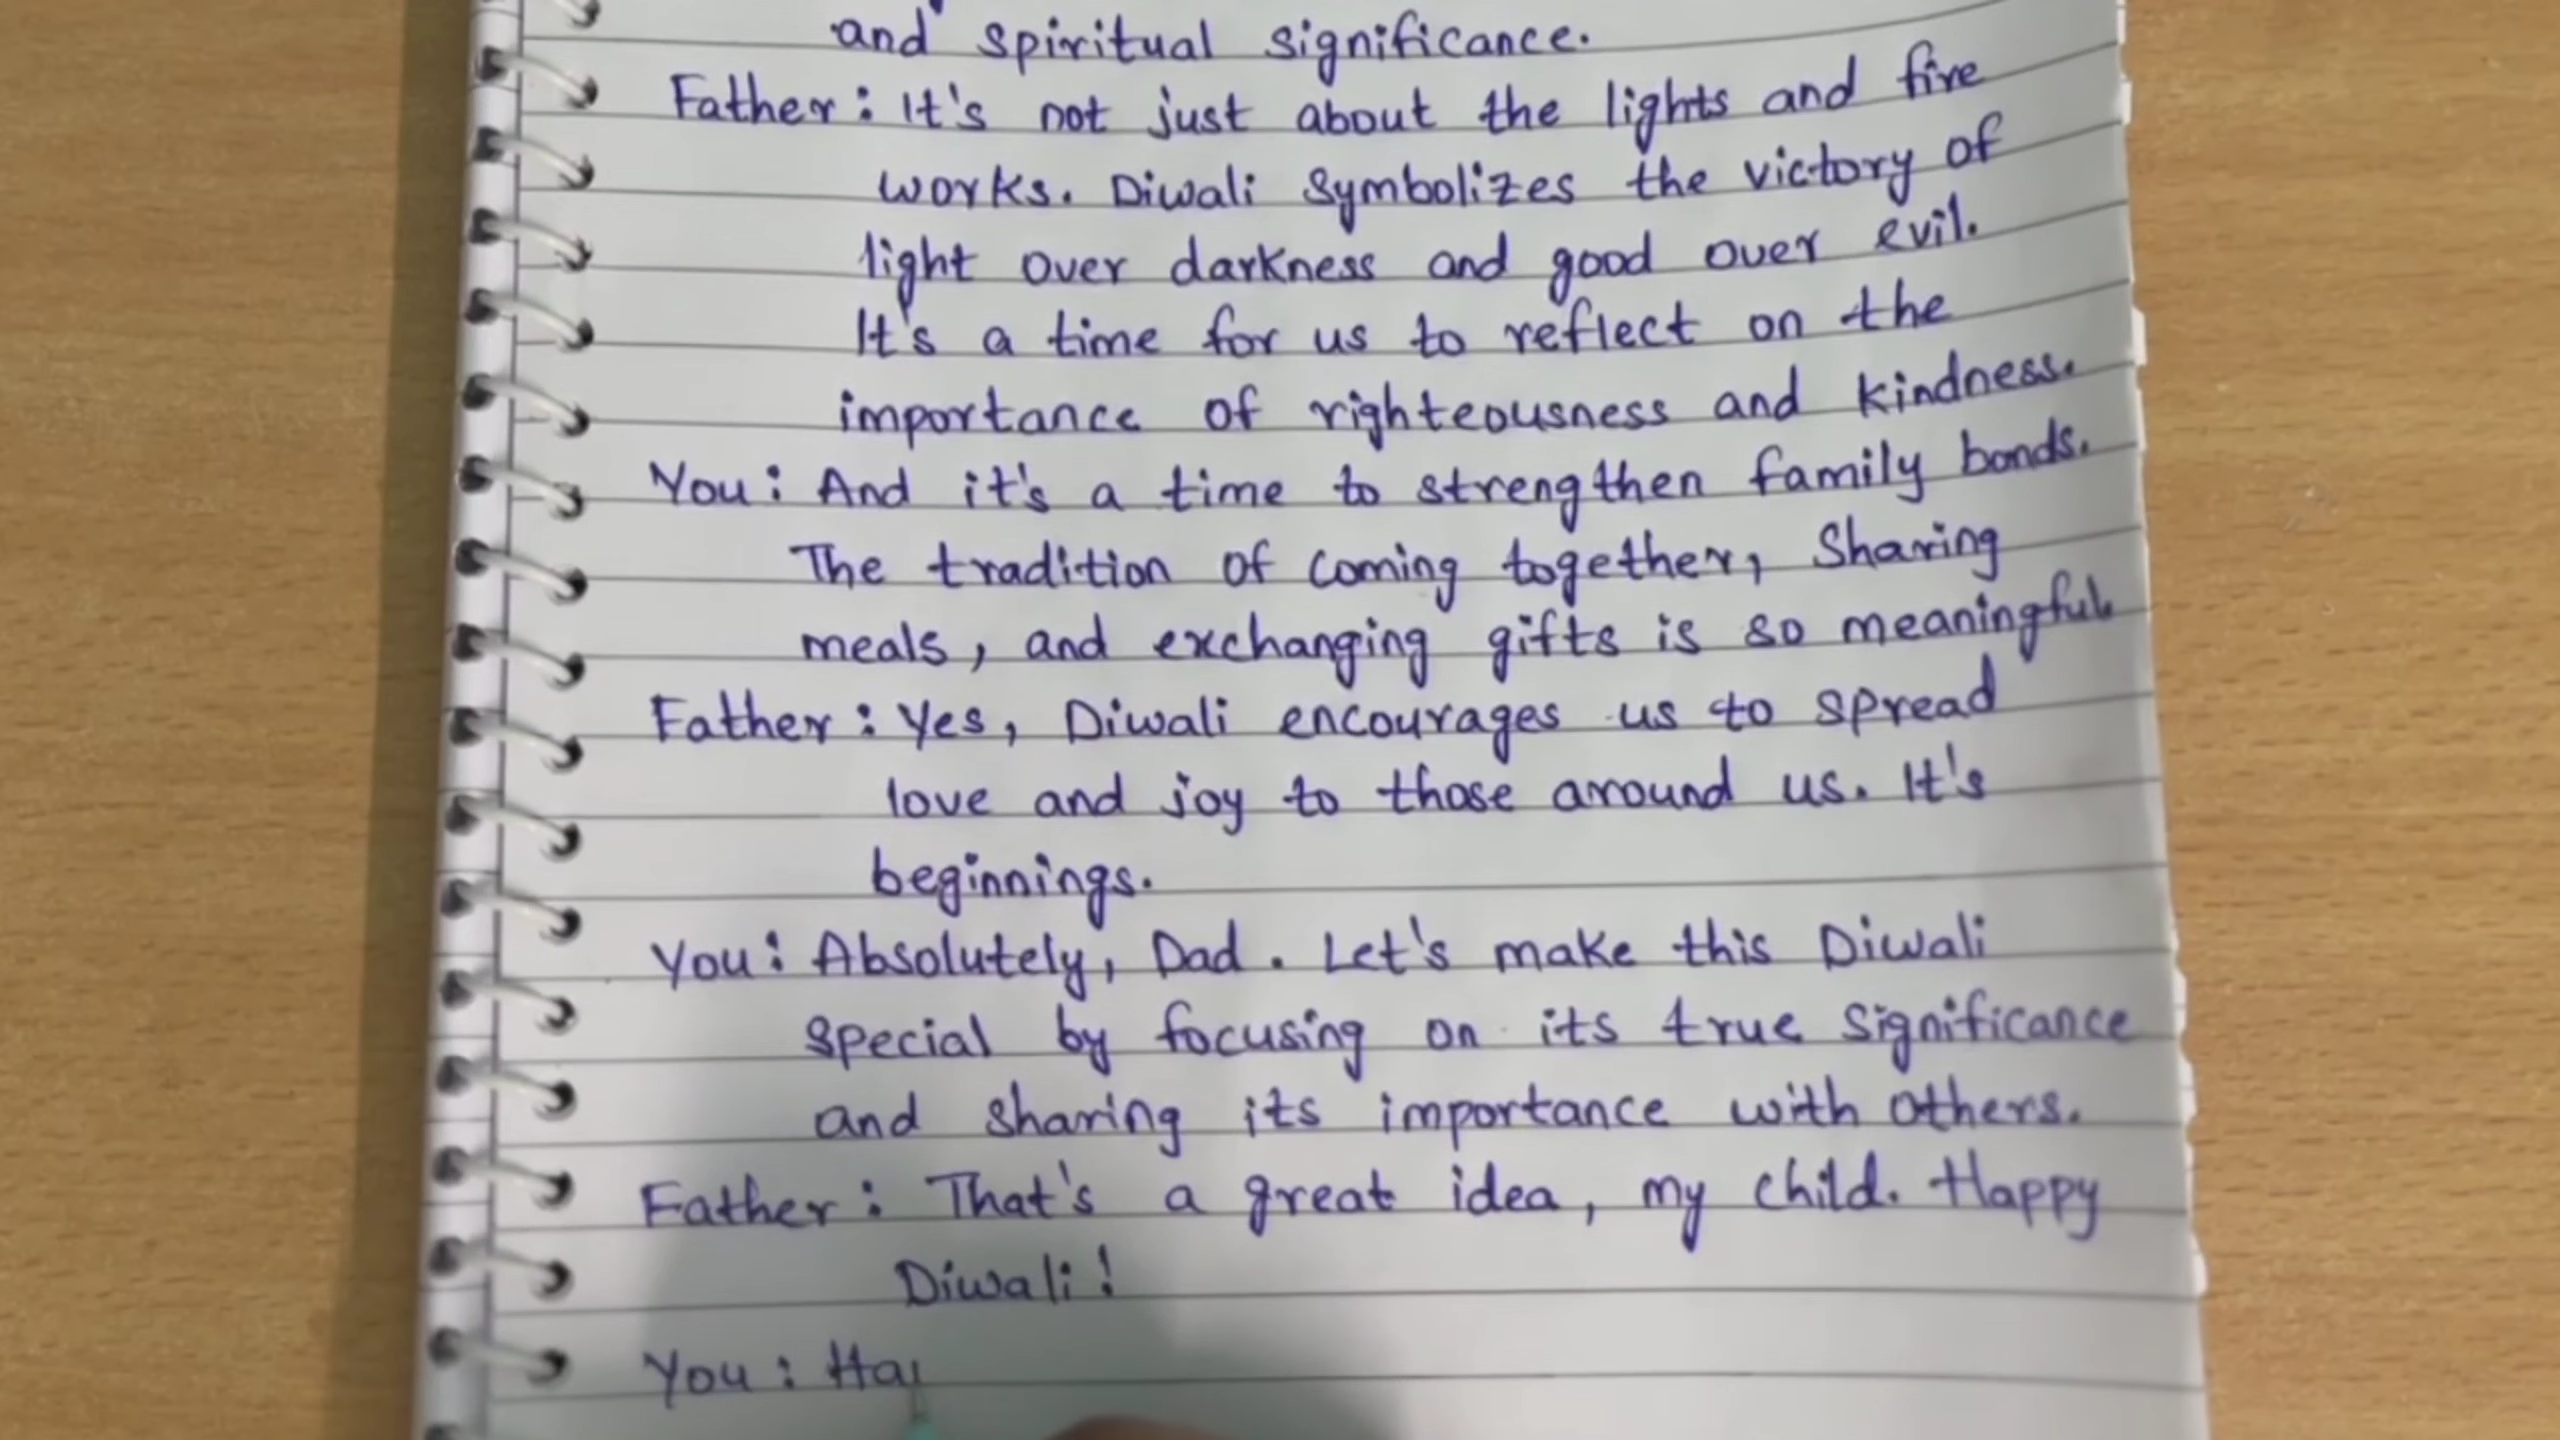 and spiritual significance.
Father: It's not just about the lights and fire
works. Diwali Symbolizes the victory of
light over darkness and good over evil.
It's a time for us to reflect on the
importance of righteousness and kindness.
You: And it's a time to strengthen family bonds.
The tradition of coming together, Sharing
meals, and exchanging gifts is so meaningful.
Father: Yes, Diwali encourages us to spread
love and joy to those around us. It's
beginnings.
You: Absolutely, Dad. Let's make this Diwali
special by focusing on its true significance
and sharing its importance with others.
Father: That's a great idea, my child. Happy
Diwali!
You: Ha